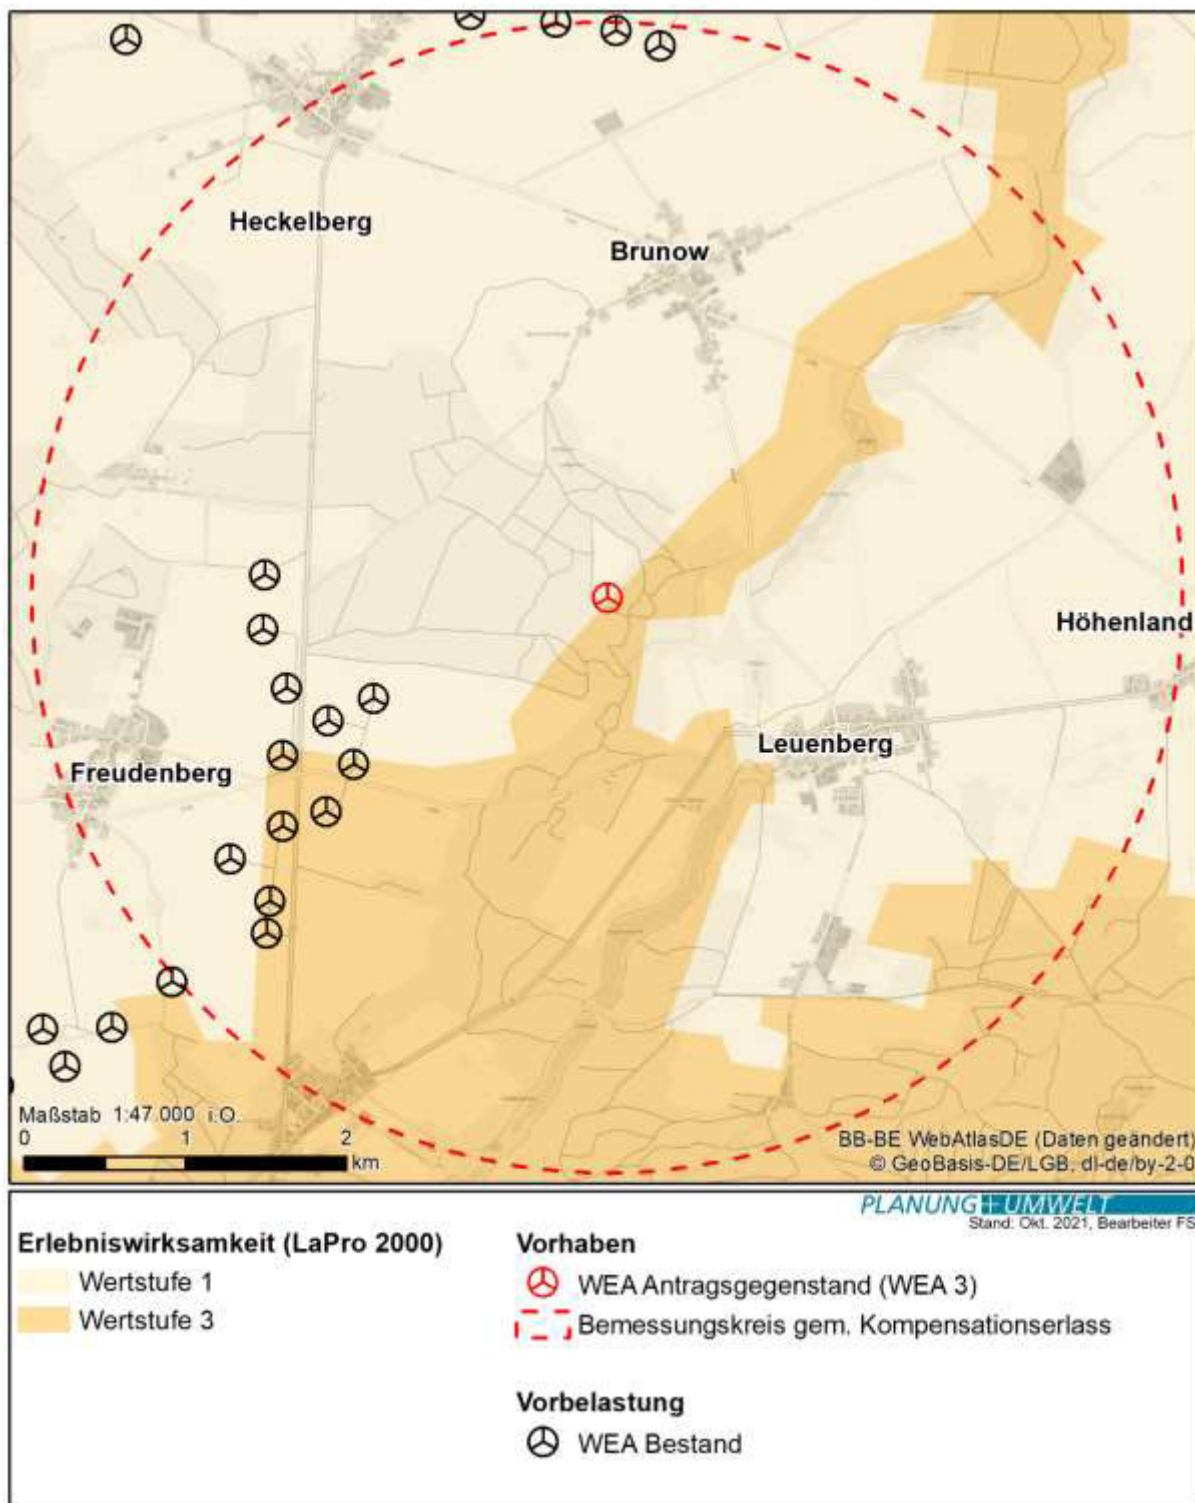 Heckelberg
Brunow
Höhenland
Leuenberg
Freudenberg
Maßstab 1:47.000 i.O.
0 1 2
km
BB-BE WebAtlasDE (Daten geändert)
© GeoBasis-DE/LGB, dl-de/by-2-0
PLANUNG+UMWELT
Stand: Okt. 2021, Bearbeiter FS
Erlebniswirksamkeit (LaPro 2000)
Wertstufe 1
Wertstufe 3
Vorhaben
WEA Antragsgegenstand (WEA 3)
Bemessungskreis gem. Kompensationserlass
Vorbelastung
WEA Bestand